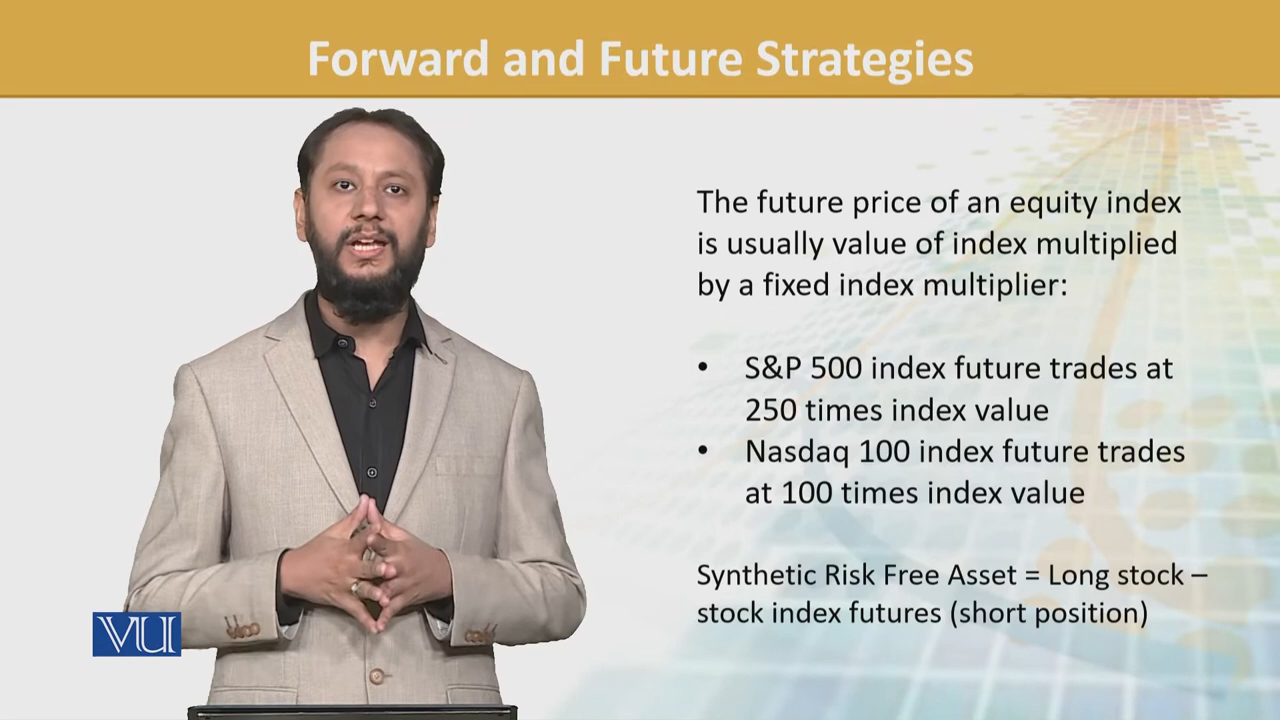 Forward and Future Strategies
The future price of an equity index
is usually value of index multiplied
by a fixed index multiplier:
• S&P 500 index future trades at
250 times index value
• Nasdaq 100 index future trades
at 100 times index value
Synthetic Risk Free Asset = Long stock –
stock index futures (short position)
VU